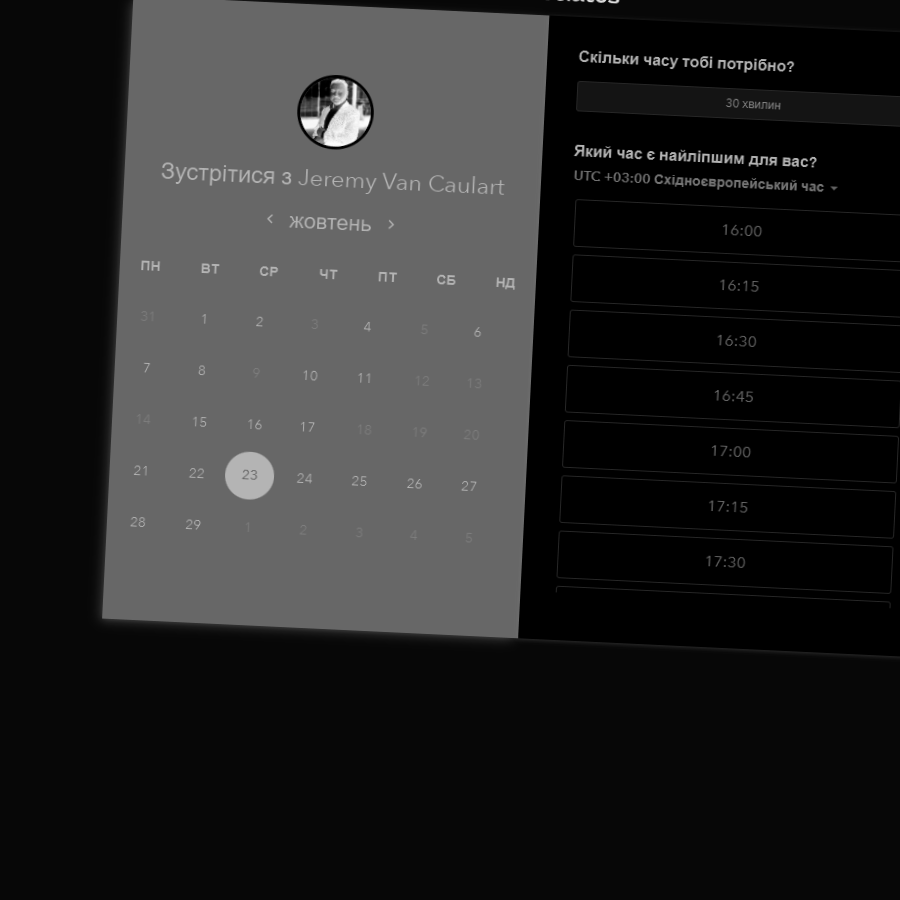 Зустрітися з Jeremy Van Caulart
жовтень
ПН ВТ СР ЧТ ПТ СБ НД
31 1 2 3 4 5 6
7 8 9 10 11 12 13
14 15 16 17 18 19 20
21 22 23 24 25 26 27
28 29 1 2 3 4 5
Скільки часу тобі потрібно?
30 хвилин
Який час є найліпшим для вас?
UTC +03:00 Східноєвропейський час
16:00
16:15
16:30
16:45
17:00
17:15
17:30